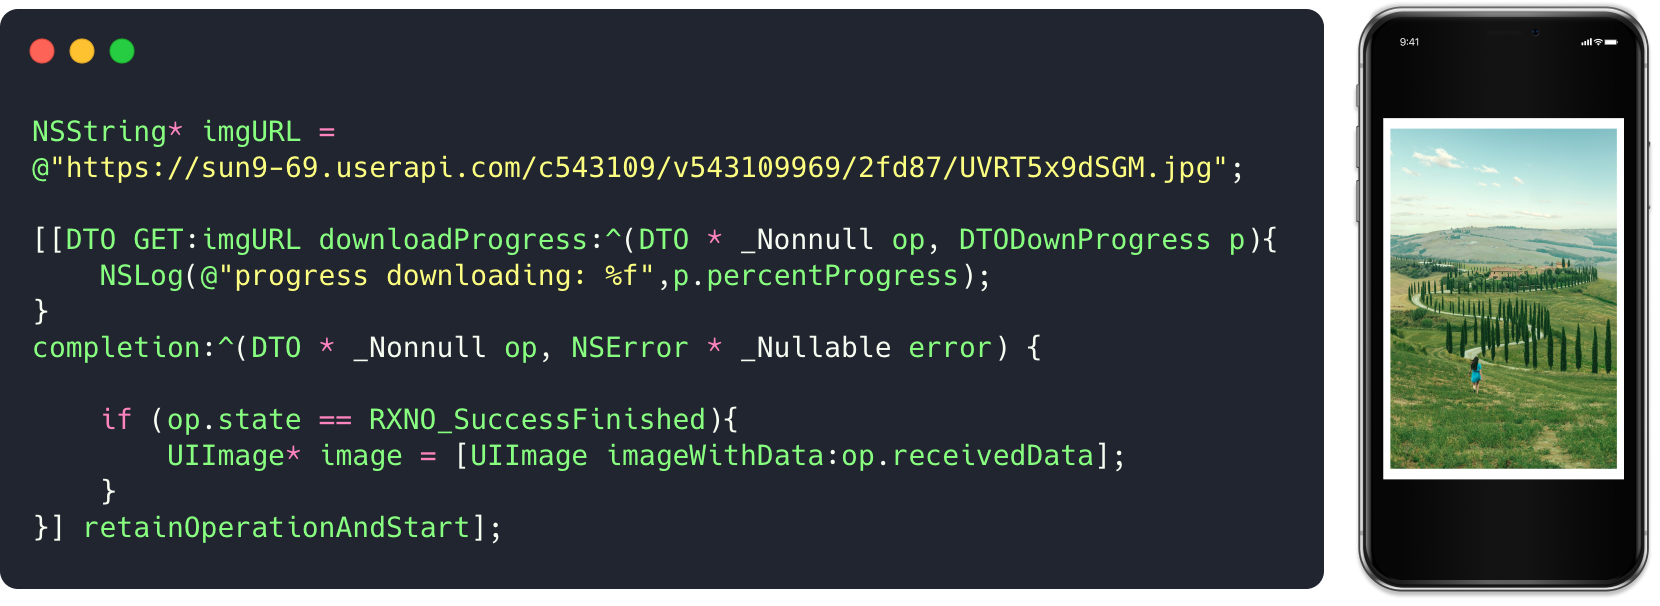 NSString* imgURL =
@"https://sun9-69.userapi.com/c543109/v543109969/2fd87/UVRT5x9dSGM.jpg";
[[DTO GET:imgURL downloadProgress:^(DTO * _Nonnull op, DTODownProgress p){
    NSLog(@"progress downloading: %f",p.percentProgress);
}
completion:^(DTO * _Nonnull op, NSError * _Nullable error) {
    if (op.state == RXNO_SuccessFinished){
        UIImage* image = [UIImage imageWithData:op.receivedData];
    }
}] retainOperationAndStart];
9:41